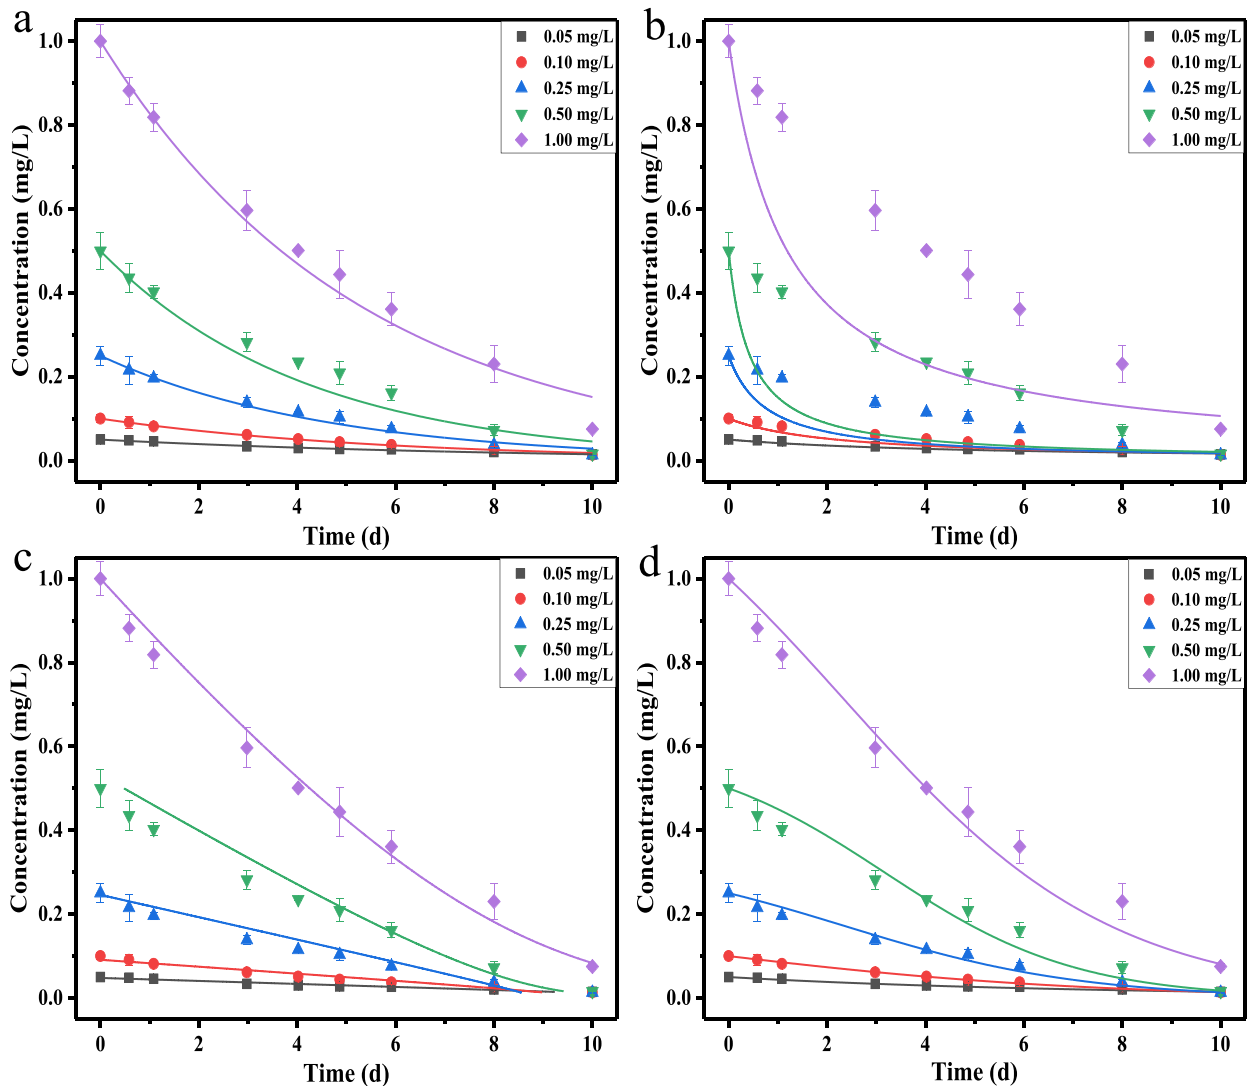 a
1.0
0.8
0.6
0.4
0.2
0.0
Concentration (mg/L)
0.05 mg/L
0.10 mg/L
0.25 mg/L
0.50 mg/L
1.00 mg/L
0 2 4 6 8 10
Time (d)
b
1.0
0.8
0.6
0.4
0.2
0.0
Concentration (mg/L)
0.05 mg/L
0.10 mg/L
0.25 mg/L
0.50 mg/L
1.00 mg/L
0 2 4 6 8 10
Time (d)
c
1.0
0.8
0.6
0.4
0.2
0.0
Concentration (mg/L)
0.05 mg/L
0.10 mg/L
0.25 mg/L
0.50 mg/L
1.00 mg/L
0 2 4 6 8 10
Time (d)
d
1.0
0.8
0.6
0.4
0.2
0.0
Concentration (mg/L)
0.05 mg/L
0.10 mg/L
0.25 mg/L
0.50 mg/L
1.00 mg/L
0 2 4 6 8 10
Time (d)